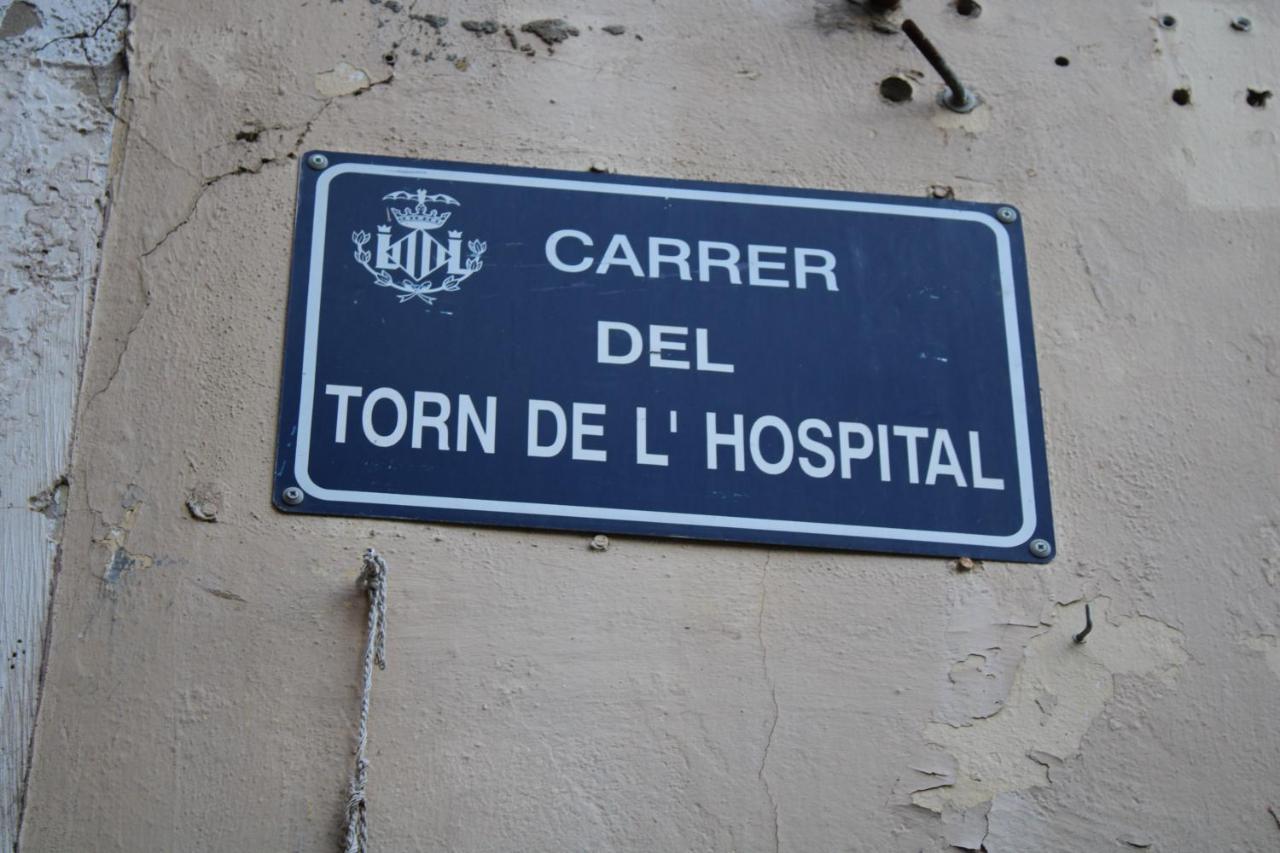 CARRER
DEL
TORN DE L' HOSPITAL